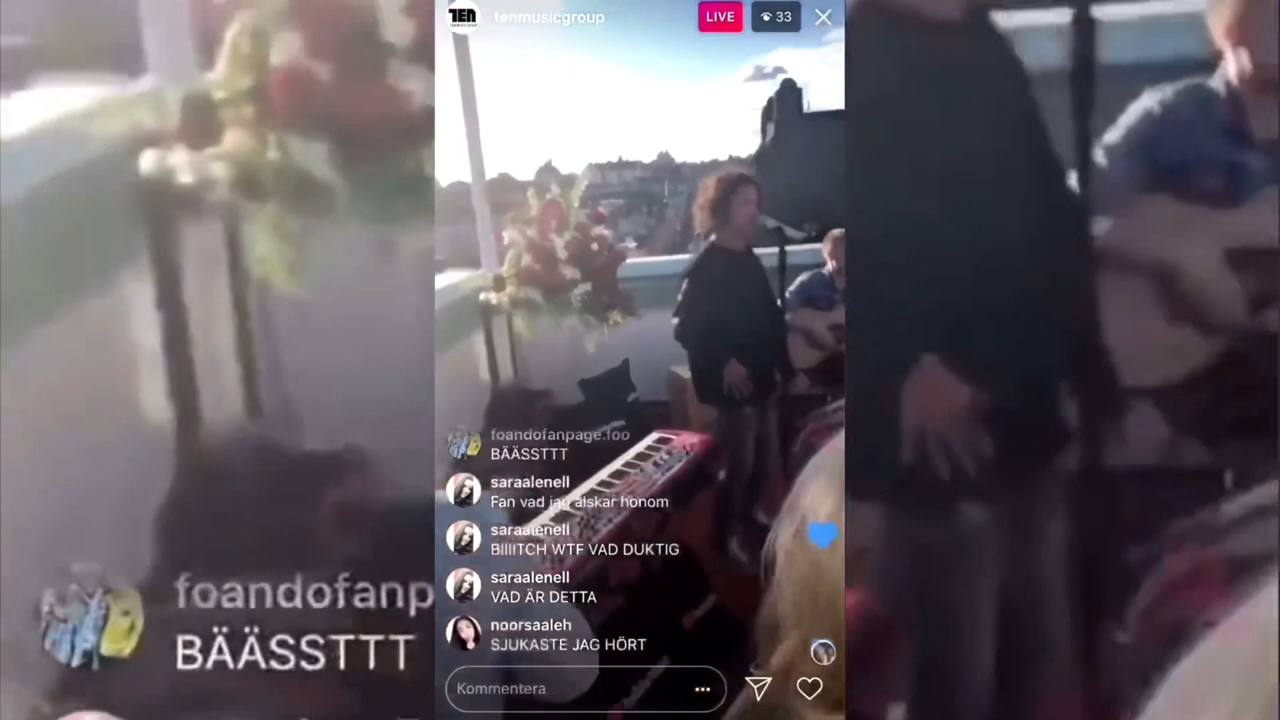 TEN
tenmusicgroup
LIVE
33
foandofanpage.foo
BÄÄSSTTT
saraalenell
Fan vad jag älskar honom
saraalenell
BIIIITCH WTF VAD DUKTIG
saraalenell
VAD ÄR DETTA
noorsaaleh
SJUKASTE JAG HÖRT
Kommentera
foandofanp
BÄÄSSTTT